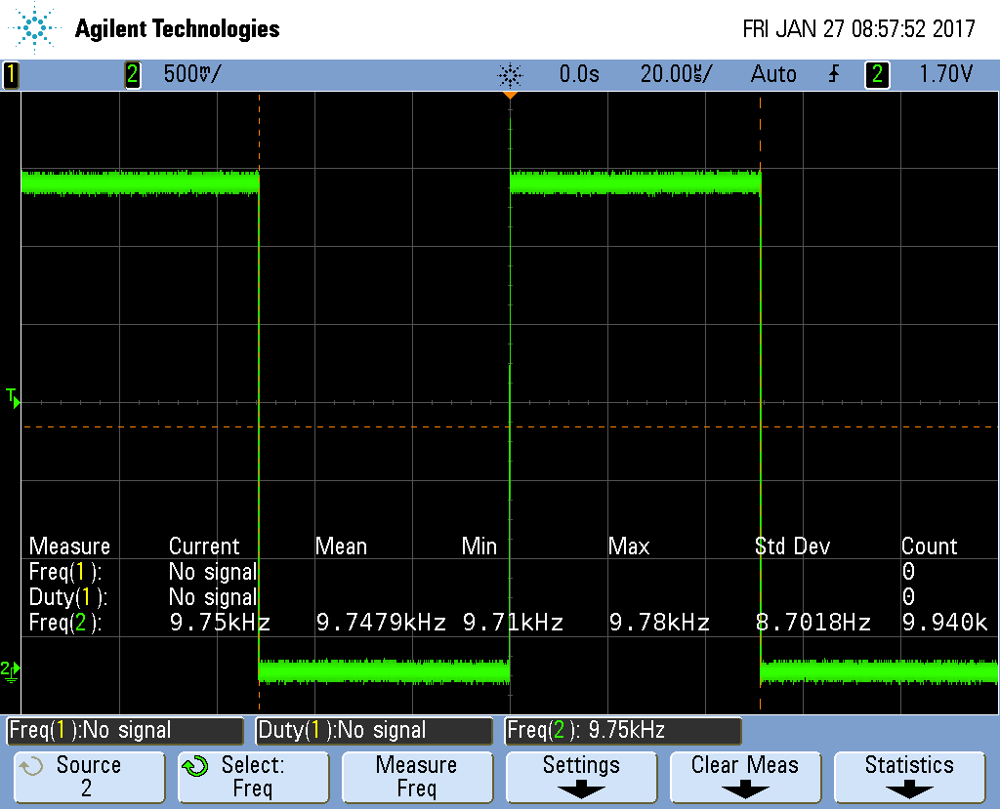 Agilent Technologies FRI JAN 27 08:57:52 2017
1 2 500mV/ 0.0s 20.00us/ Auto 2 1.70V
T
Measure Current Mean Min Max Std Dev Count
Freq(1): No signal 0
Duty(1): No signal 0
Freq(2): 9.75kHz 9.7479kHz 9.71kHz 9.78kHz 8.7018Hz 9.940k
2
Freq(1):No signal Duty(1):No signal Freq(2): 9.75kHz
Source Select: Measure Settings Clear Meas Statistics
2 Freq Freq